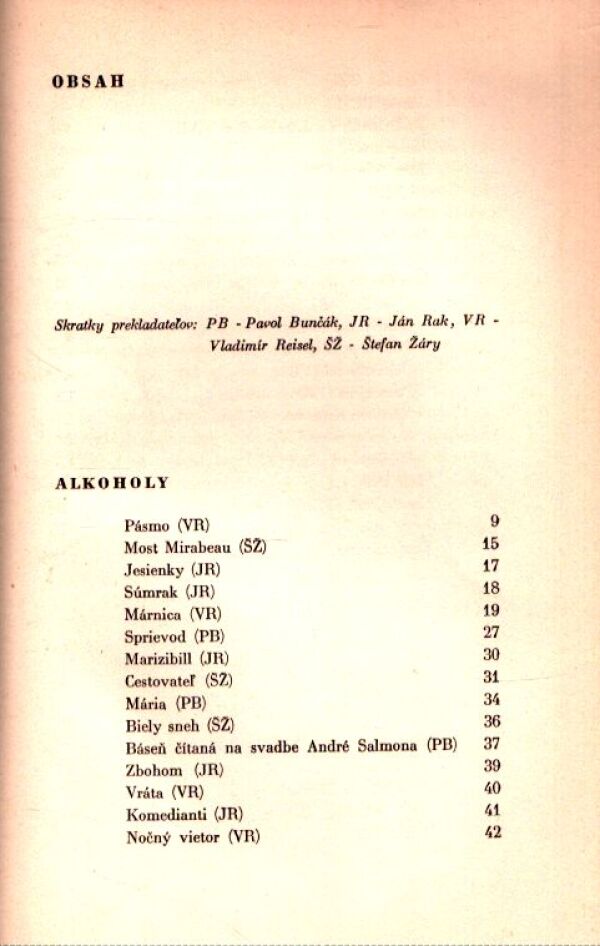 OBSAH
Skratky prekladateľov: PB - Pavol Bunčák, JR - Ján Rak, VR -
Vladimír Reisel, ŠŽ - Štefan Žáry
ALKOHOLY
Pásmo (VR) 9
Most Mirabeau (ŠŽ) 15
Jesienky (JR) 17
Súmrak (JR) 18
Márnica (VR) 19
Sprievod (PB) 27
Marizibill (JR) 30
Cestovateľ (ŠŽ) 31
Mária (PB) 34
Biely sneh (ŠŽ) 36
Báseň čítaná na svadbe André Salmona (PB) 37
Zbohom (JR) 39
Vráta (VR) 40
Komedianti (JR) 41
Nočný vietor (VR) 42